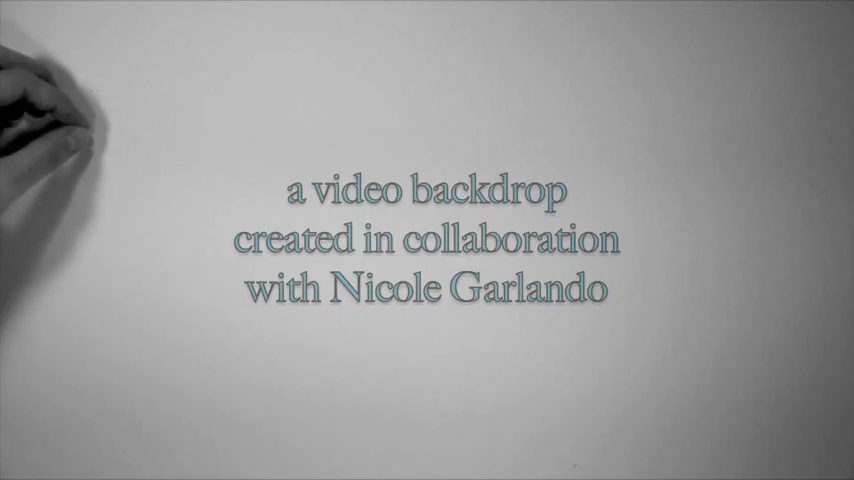 a video backdrop
created in collaboration
with Nicole Garlando